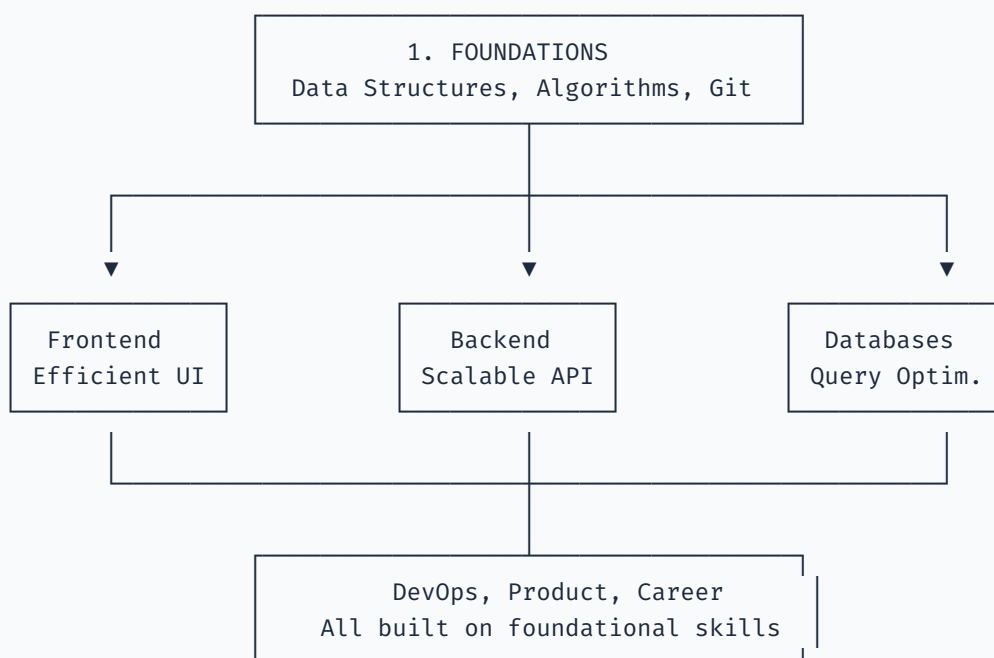 1. FOUNDATIONS
Data Structures, Algorithms, Git
Frontend
Efficient UI
Backend
Scalable API
Databases
Query Optim.
DevOps, Product, Career
All built on foundational skills